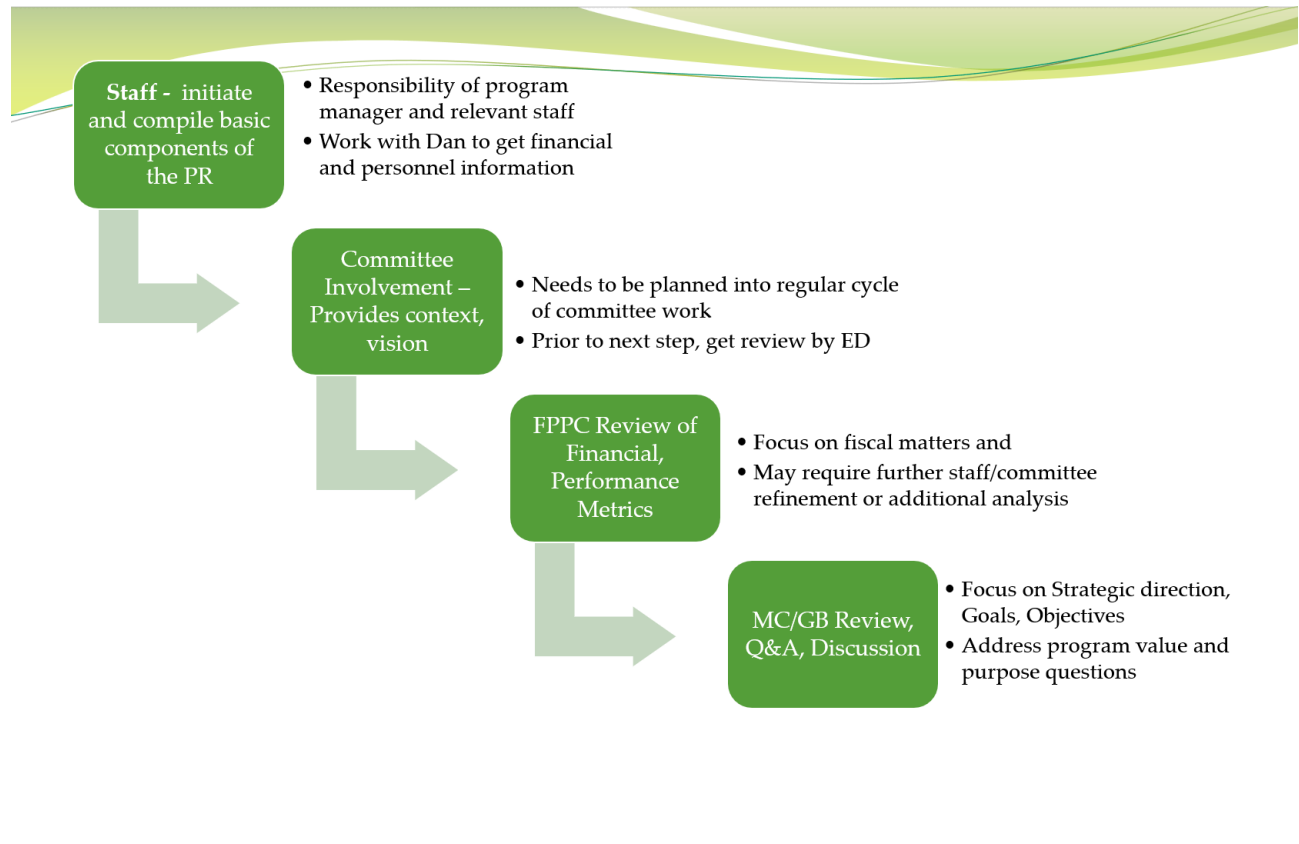 Staff -  initiate
and compile basic
components of
the PR
• Responsibility of program
manager and relevant staff
• Work with Dan to get financial
and personnel information
Committee
Involvement –
Provides context,
vision
• Needs to be planned into regular cycle
of committee work
• Prior to next step, get review by ED
FPPC Review of
Financial,
Performance
Metrics
• Focus on fiscal matters and
• May require further staff/committee
refinement or additional analysis
MC/GB Review,
Q&A, Discussion
• Focus on Strategic direction,
Goals, Objectives
• Address program value and
purpose questions